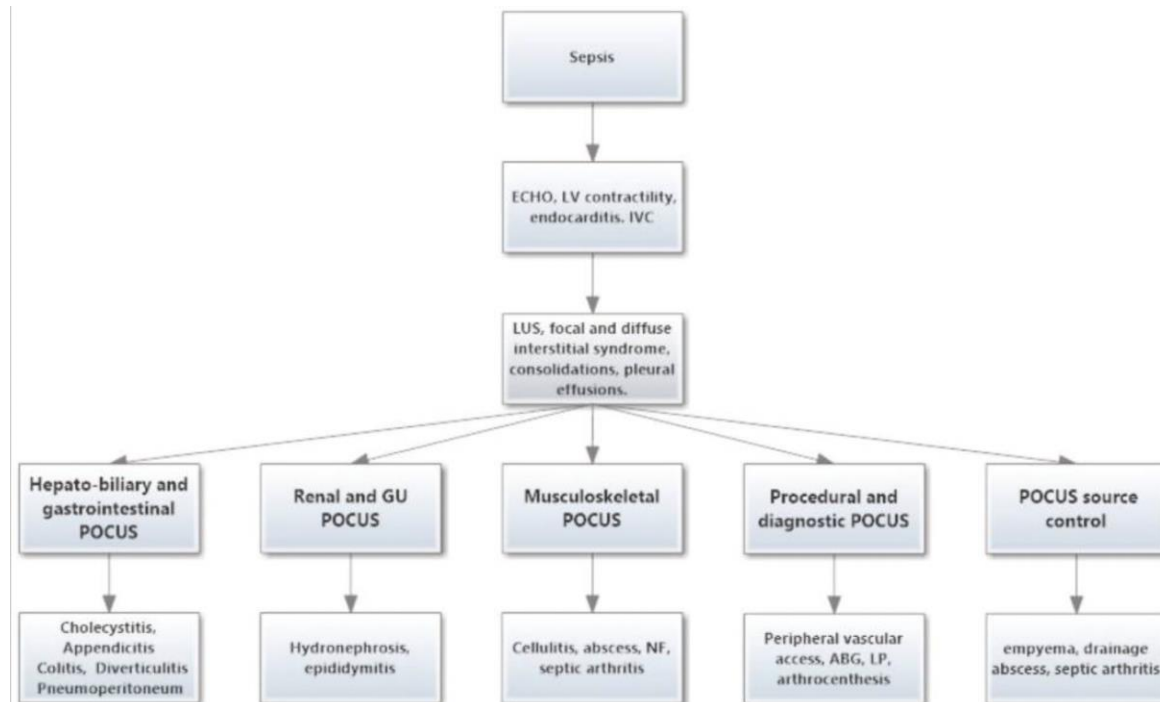 Sepsis
ECHO, LV contractility,
endocarditis. IVC
LUS, focal and diffuse
interstitial syndrome,
consolidations, pleural
effusions.
Hepato-biliary and
gastrointestinal
POCUS
Renal and GU
POCUS
Musculoskeletal
POCUS
Procedural and
diagnostic POCUS
POCUS source
control
Cholecystitis,
Appendicitis
Colitis, Diverticulitis
Pneumoperitoneum
Hydronephrosis,
epididymitis
Cellulitis, abscess, NF,
septic arthritis
Peripheral vascular
access, ABG, LP,
arthrocenthesis
empyema, drainage
abscess, septic arthritis